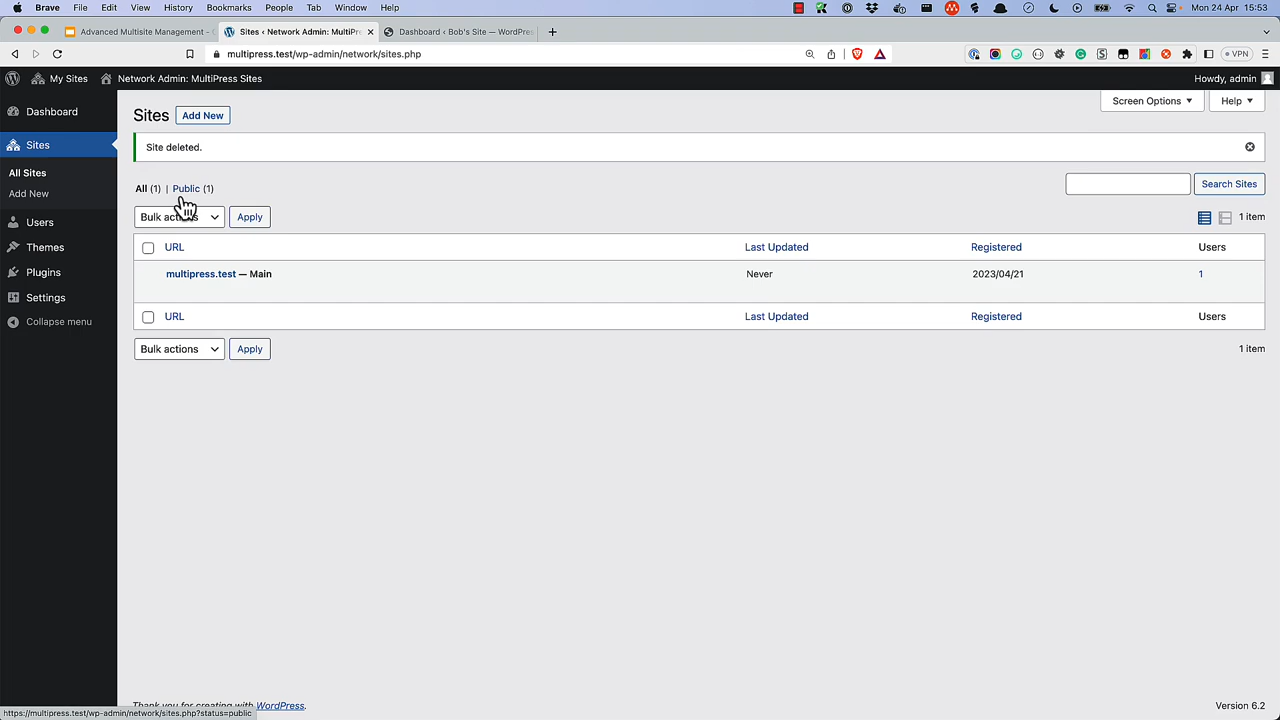 Brave File Edit View History Bookmarks People Tab Window Help Mon 24 Apr 15:53
Advanced Multisite Management - Sites ‹ Network Admin: MultiPre Dashboard ‹ Bob's Site — WordPres
multipress.test/wp-admin/network/sites.php VPN
My Sites Network Admin: MultiPress Sites Howdy, admin
Dashboard
Sites
All Sites
Add New
Users
Themes
Plugins
Settings
Collapse menu
Screen Options Help
Sites Add New
Site deleted.
All (1) | Public (1)
Search Sites
Bulk actions Apply 1 item
URL Last Updated Registered Users
multipress.test — Main Never 2023/04/21 1
URL Last Updated Registered Users
Bulk actions Apply 1 item
Thank you for creating with WordPress. Version 6.2
https://multipress.test/wp-admin/network/sites.php?status=public